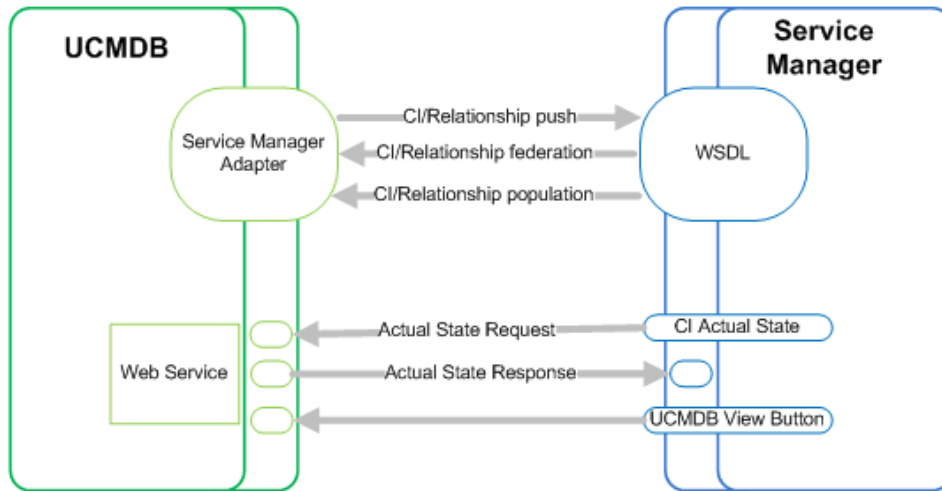 UCMDB
Service
Manager
Service Manager
Adapter
CI/Relationship push
CI/Relationship federation
CI/Relationship population
WSDL
Actual State Request
CI Actual State
Web Service
Actual State Response
UCMDB View Button